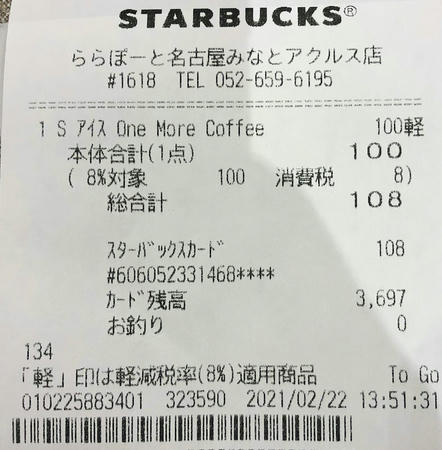 STARBUCKS®
ららぽーと名古屋みなとアクルス店
#1618 TEL 052-659-6195
1 S ｱｲｽ One More Coffee 100軽
本体合計(1点) 100
( 8%対象 100 消費税 8)
総合計 108
ｽﾀｰﾊﾞｯｸｽｶｰﾄﾞ 108
#606052331468****
ｶｰﾄﾞ残高 3,697
お釣り 0
134
「軽」印は軽減税率(8%)適用商品 To Go
010225883401 323590 2021/02/22 13:51:31